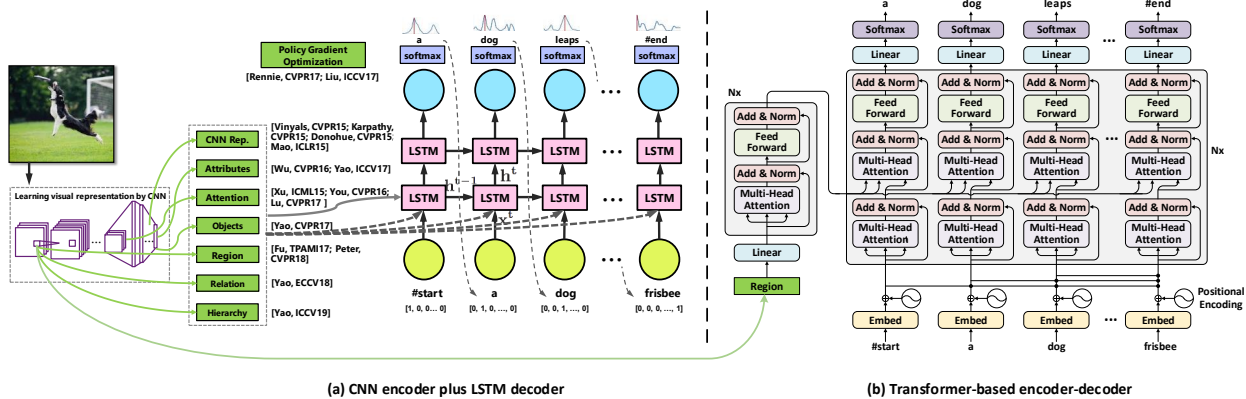 Policy Gradient
Optimization
[Rennie, CVPR17; Liu, ICCV17]
a
dog
leaps
#end
softmax
softmax
softmax
softmax
...
LSTM
LSTM
LSTM
...
LSTM
h^{t-1}
h^t
LSTM
LSTM
LSTM
...
LSTM
x^t
...
#start
a
dog
frisbee
[1, 0, 0... 0]
[0, 1, 0, ..., 0]
[0, 0, 1, ..., 0]
[0, 0, 0, ..., 1]
Learning visual representation by CNN
...
CNN Rep.
[Vinyals, CVPR15; Karpathy,
CVPR15; Donohue, CVPR15,
Mao, ICLR15]
Attributes
[Wu, CVPR16; Yao, ICCV17]
Attention
[Xu, ICML15; You, CVPR16;
Lu, CVPR17 ]
Objects
[Yao, CVPR17]
Region
[Fu, TPAMI17; Peter,
CVPR18]
Relation
[Yao, ECCV18]
Hierarchy
[Yao, ICCV19]
(a) CNN encoder plus LSTM decoder
Nx
Add & Norm
Feed
Forward
Add & Norm
Multi-Head
Attention
Linear
Region
a
dog
leaps
#end
Softmax
Softmax
Softmax
...
Softmax
Linear
Linear
Linear
Linear
Add & Norm
Add & Norm
Add & Norm
Add & Norm
Feed
Forward
Feed
Forward
Feed
Forward
Feed
Forward
Add & Norm
Add & Norm
Add & Norm
...
Add & Norm
Nx
Multi-Head
Attention
Multi-Head
Attention
Multi-Head
Attention
Multi-Head
Attention
Add & Norm
Add & Norm
Add & Norm
Add & Norm
Multi-Head
Attention
Multi-Head
Attention
Multi-Head
Attention
Multi-Head
Attention
Positional
Encoding
Embed
Embed
Embed
...
Embed
#start
a
dog
frisbee
(b) Transformer-based encoder-decoder